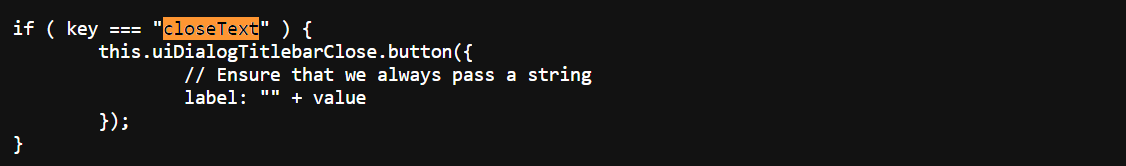 if ( key === "closeText" ) {
this.uiDialogTitlebarClose.button({
// Ensure that we always pass a string
label: "" + value
});
}